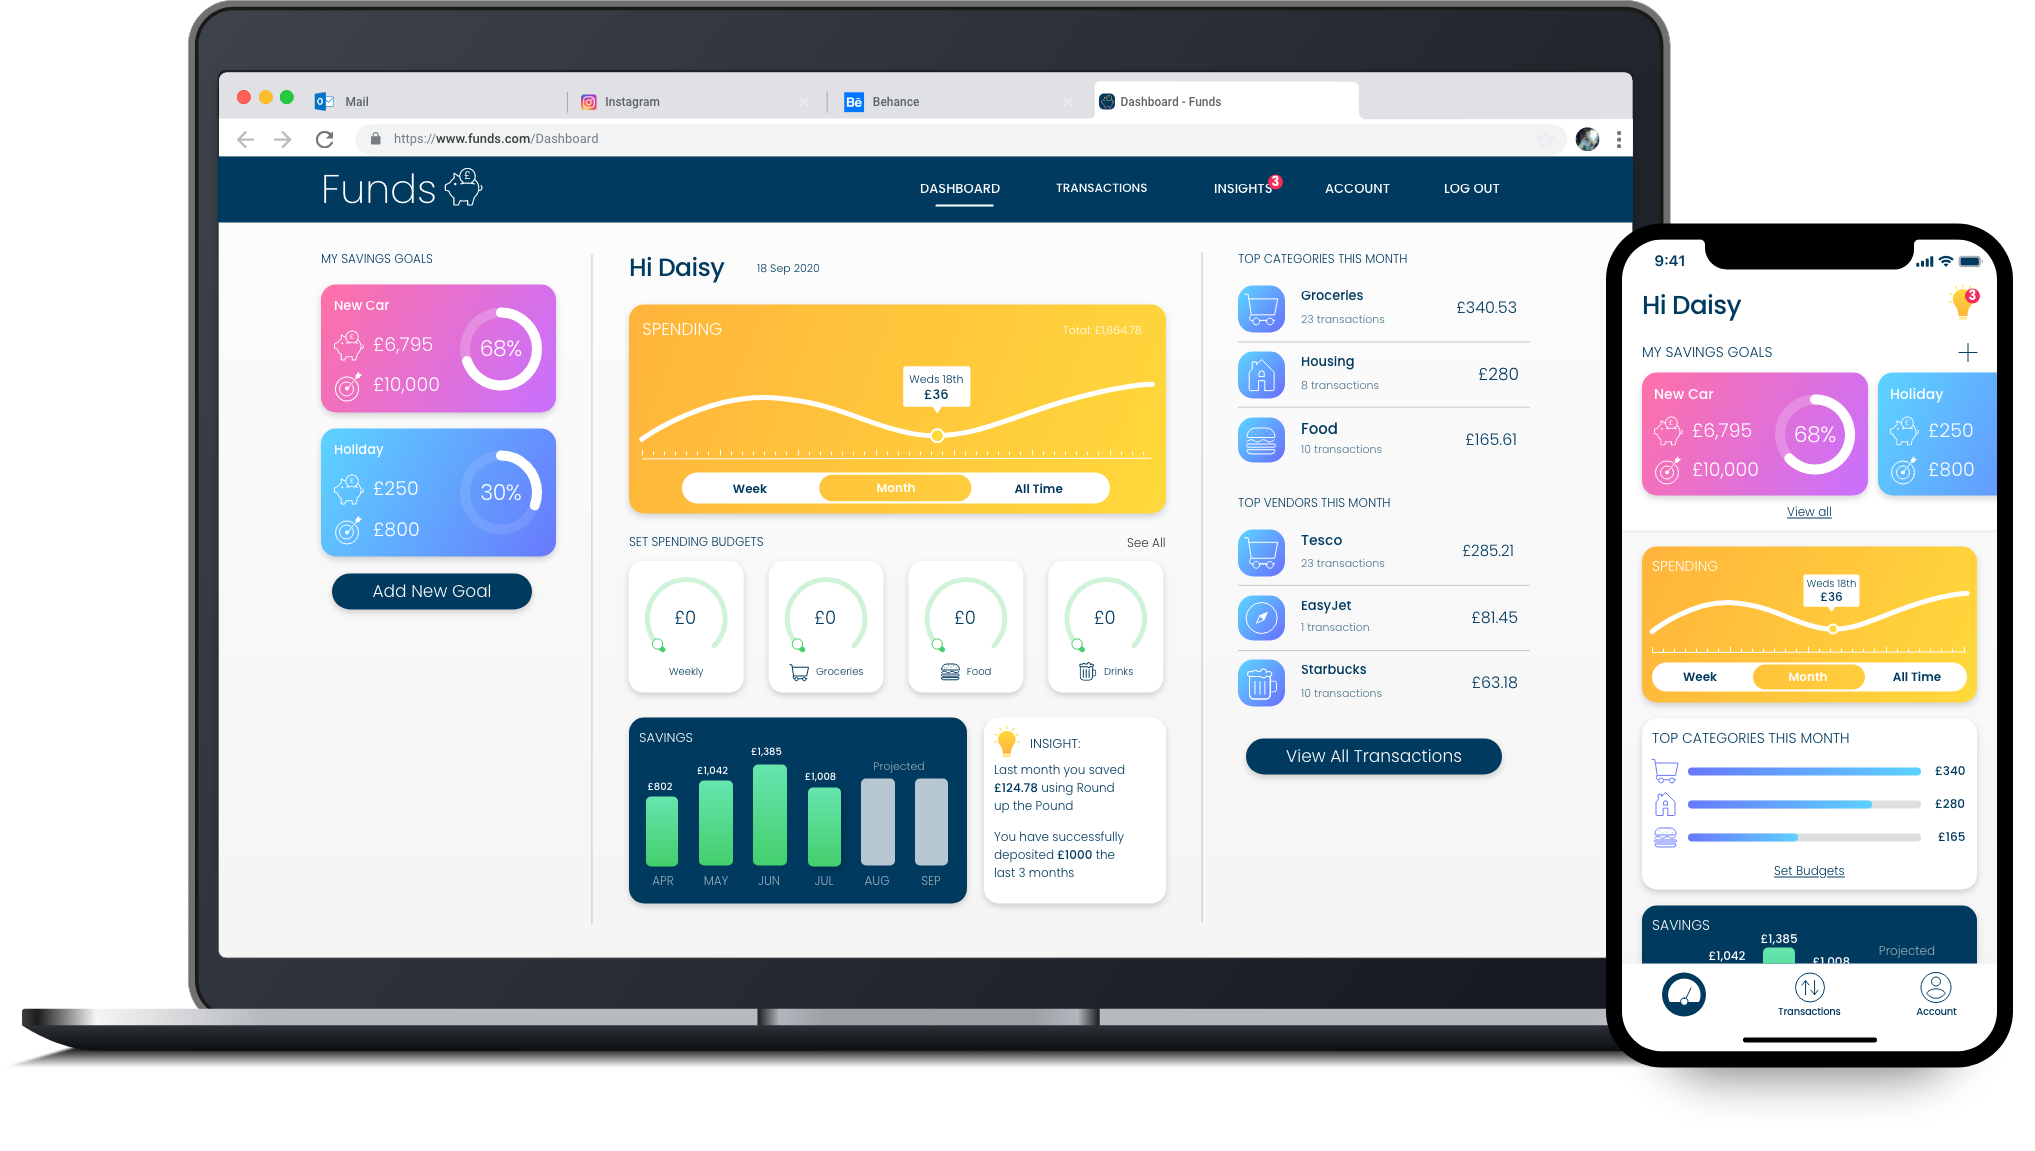 Mail
Instagram
Bē Behance
Dashboard - Funds
https://www.funds.com/Dashboard
Funds £
DASHBOARD
TRANSACTIONS
INSIGHTS 3
ACCOUNT
LOG OUT
MY SAVINGS GOALS
New Car
£ £6,795
£10,000
68%
Holiday
£ £250
£800
30%
Add New Goal
Hi Daisy
18 Sep 2020
SPENDING
Total: £1,864.78
Weds 18th
£36
Week
Month
All Time
SET SPENDING BUDGETS
See All
£0
Weekly
£0
Groceries
£0
Food
£0
Drinks
SAVINGS
£802
£1,042
£1,385
£1,008
Projected
APR
MAY
JUN
JUL
AUG
SEP
INSIGHT:
Last month you saved
£124.78 using Round
up the Pound
You have successfully
deposited £1000 the
last 3 months
TOP CATEGORIES THIS MONTH
Groceries
23 transactions
£340.53
Housing
8 transactions
£280
Food
10 transactions
£165.61
TOP VENDORS THIS MONTH
Tesco
23 transactions
£285.21
EasyJet
1 transaction
£81.45
Starbucks
10 transactions
£63.18
View All Transactions
9:41
Hi Daisy
3
MY SAVINGS GOALS
New Car
£ £6,795
£10,000
68%
Holiday
£ £250
£800
View all
SPENDING
Weds 18th
£36
Week
Month
All Time
TOP CATEGORIES THIS MONTH
£340
£280
£165
Set Budgets
SAVINGS
£1,042
£1,385
£1,008
Projected
Transactions
Account